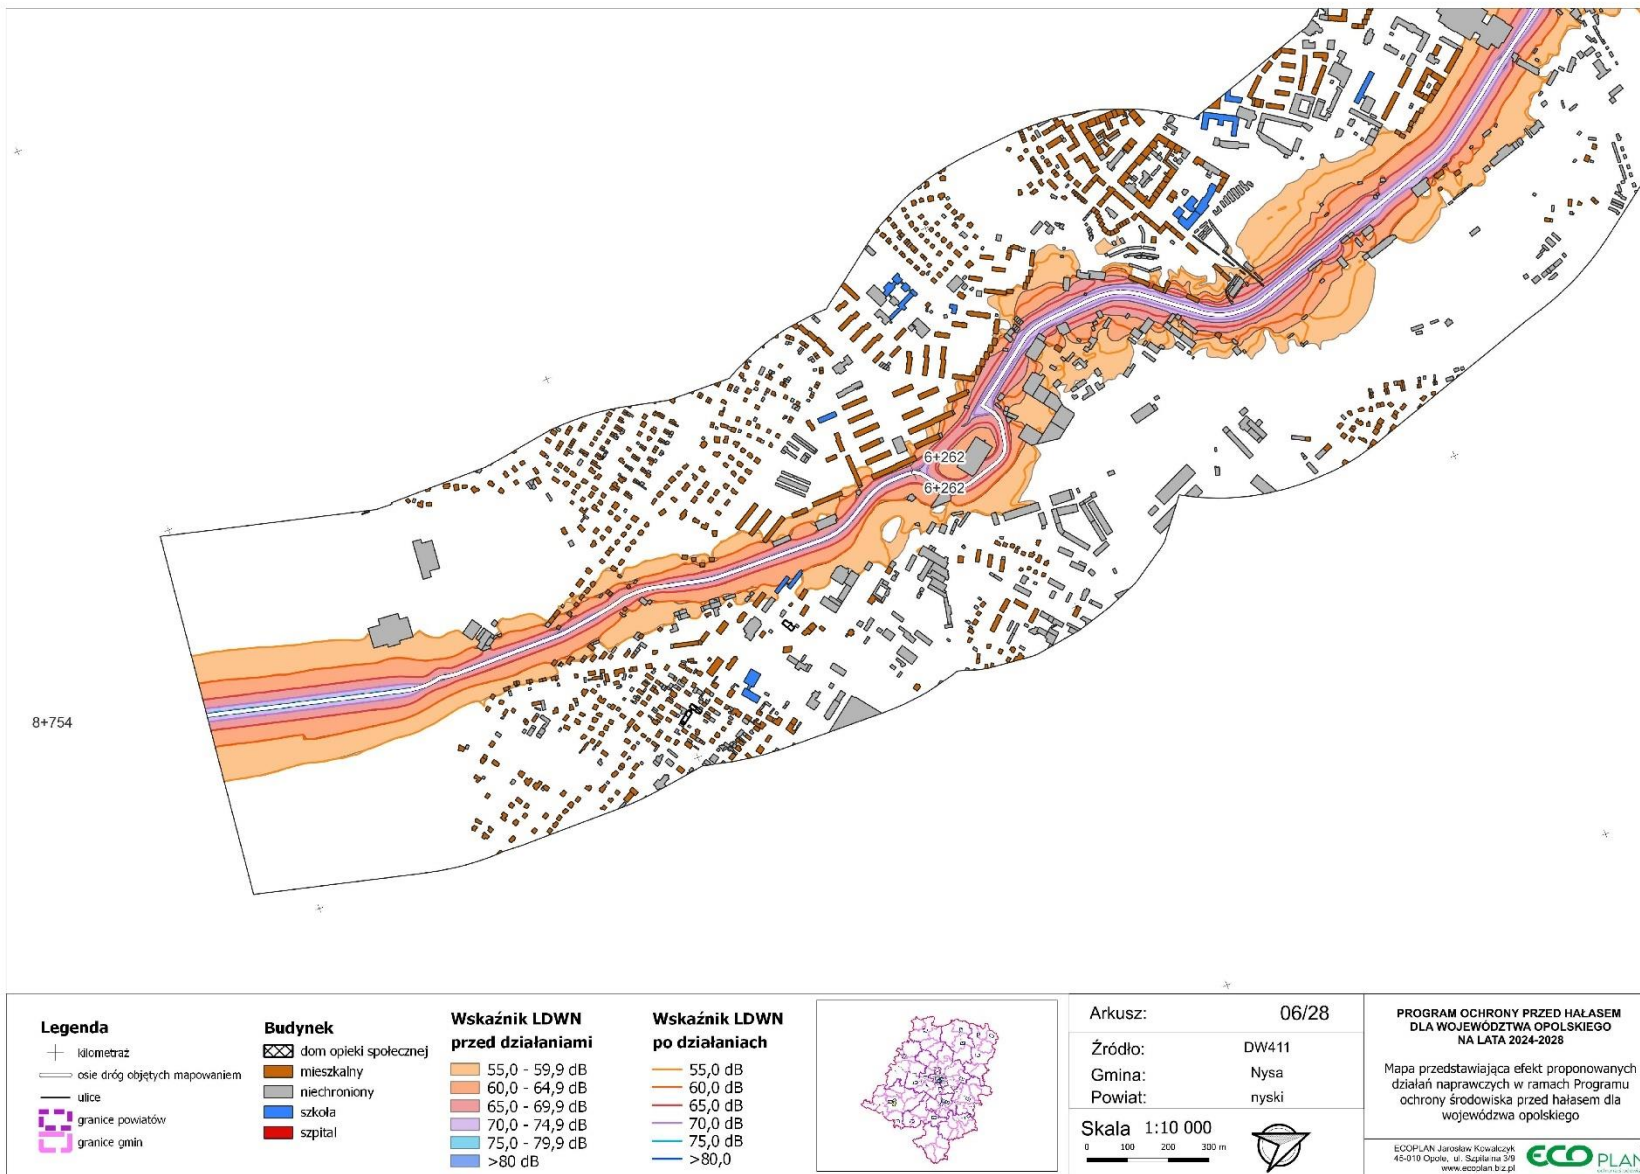 6+262
6+262
8+754
Legenda
kilometraż
osie dróg objętych mapowaniem
ulice
granice powiatów
granice gmin
Budynek
dom opieki społecznej
mieszkalny
niechroniony
szkoła
szpital
Wskaźnik LDWN
przed działaniami
55,0 - 59,9 dB
60,0 - 64,9 dB
65,0 - 69,9 dB
70,0 - 74,9 dB
75,0 - 79,9 dB
>80 dB
Wskaźnik LDWN
po działaniach
55,0 dB
60,0 dB
65,0 dB
70,0 dB
75,0 dB
>80,0
Arkusz: 06/28
Źródło: DW411
Gmina: Nysa
Powiat: nyski
Skala 1:10 000
0 100 200 300 m
PROGRAM OCHRONY PRZED HAŁASEM
DLA WOJEWÓDZTWA OPOLSKIEGO
NA LATA 2024-2028
Mapa przedstawiająca efekt proponowanych
działań naprawczych w ramach Programu
ochrony środowiska przed hałasem dla
województwa opolskiego
ECOPLAN Jarosław Kowalczyk
45-010 Opole, ul. Szpitalna 3/9
www.ecoplan.biz.pl
ECO PLAN